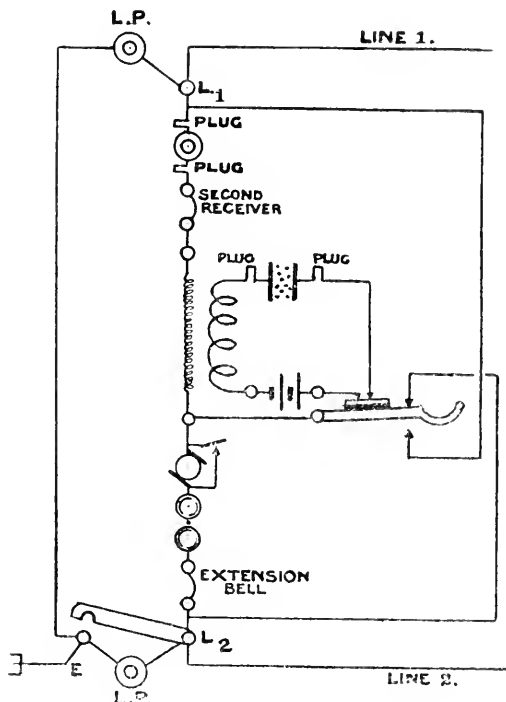 L.P.
LINE 1.
L1
PLUG
PLUG
SECOND
RECEIVER
PLUG
PLUG
EXTENSION
BELL
L2
E
L.P
LINE 2.